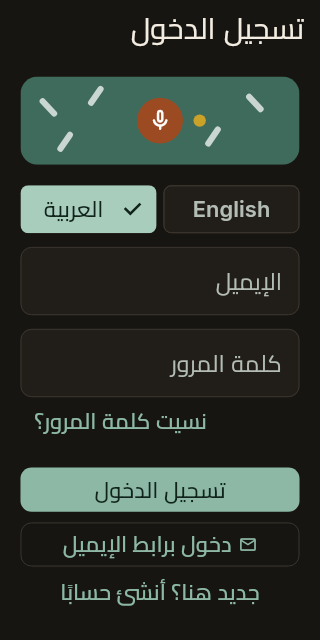 تسجيل الدخول
English
العربية
الإيميل
كلمة المرور
نسيت كلمة المرور؟
تسجيل الدخول
دخول برابط الإيميل
جديد هنا؟ أنشئ حسابًا